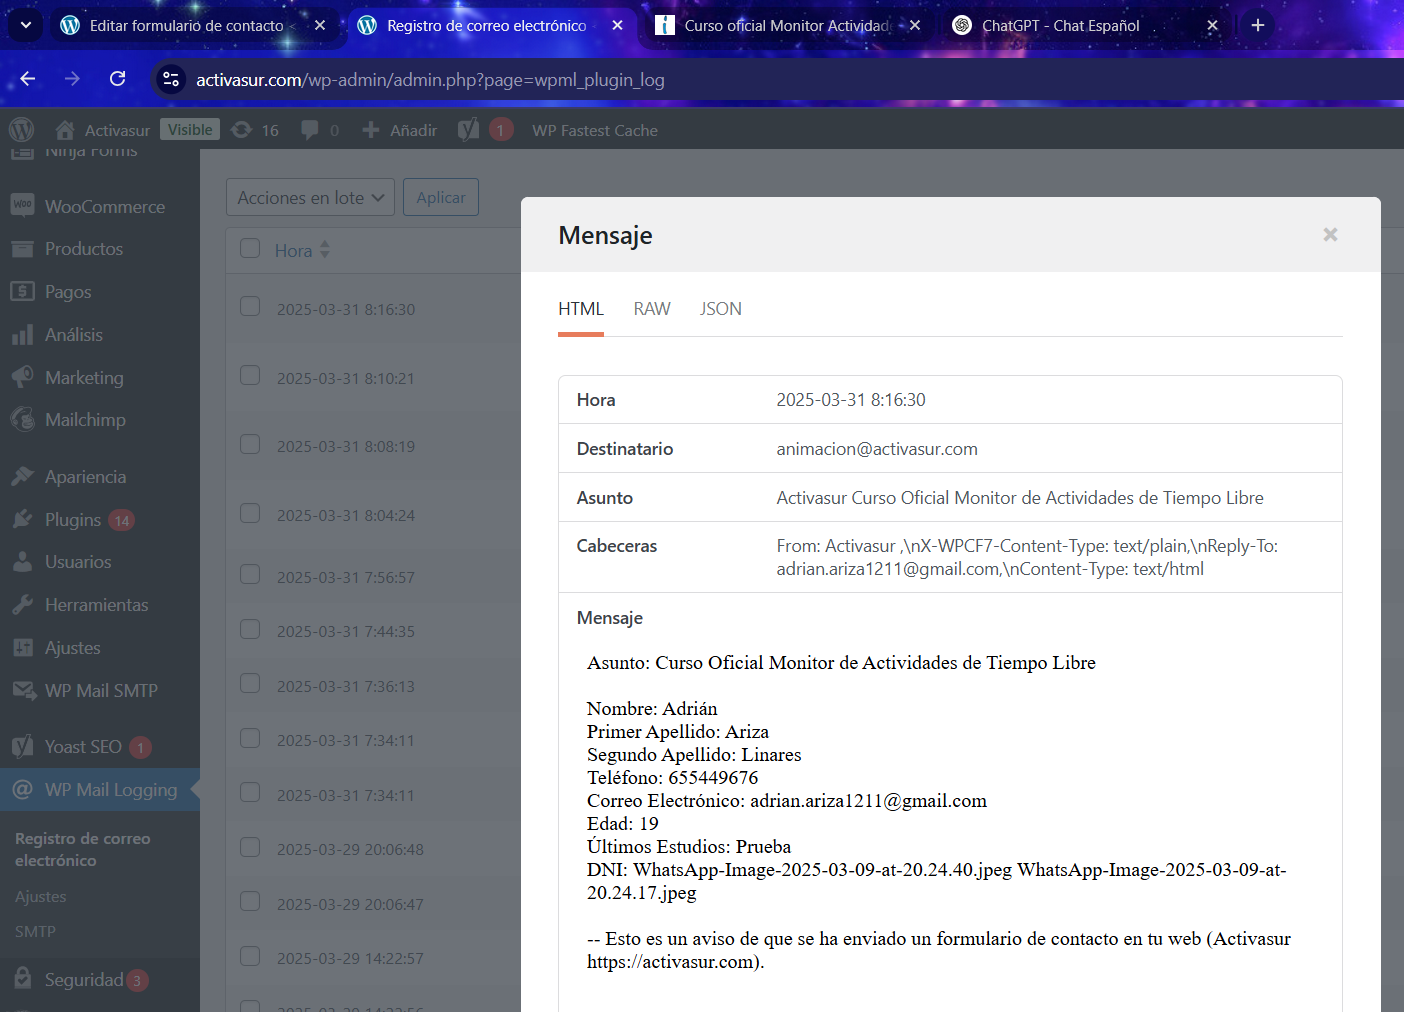 Editar formulario de contacto
Registro de correo electrónico
Curso oficial Monitor Actividad
ChatGPT - Chat Español
activasur.com/wp-admin/admin.php?page=wpml_plugin_log
Activasur Visible 16 0 Añadir 1 WP Fastest Cache
Ninja Forms
WooCommerce
Productos
Pagos
Análisis
Marketing
Mailchimp
Apariencia
Plugins 14
Usuarios
Herramientas
Ajustes
WP Mail SMTP
Yoast SEO 1
WP Mail Logging
Registro de correo
electrónico
Ajustes
SMTP
Seguridad 3
Acciones en lote Aplicar
Hora
2025-03-31 8:16:30
2025-03-31 8:10:21
2025-03-31 8:08:19
2025-03-31 8:04:24
2025-03-31 7:56:57
2025-03-31 7:44:35
2025-03-31 7:36:13
2025-03-31 7:34:11
2025-03-31 7:34:11
2025-03-29 20:06:48
2025-03-29 20:06:47
2025-03-29 14:22:57
Mensaje
HTML RAW JSON
Hora 2025-03-31 8:16:30
Destinatario animacion@activasur.com
Asunto Activasur Curso Oficial Monitor de Actividades de Tiempo Libre
Cabeceras From: Activasur ,\nX-WPCF7-Content-Type: text/plain,\nReply-To:
adrian.ariza1211@gmail.com,\nContent-Type: text/html
Mensaje
Asunto: Curso Oficial Monitor de Actividades de Tiempo Libre
Nombre: Adrián
Primer Apellido: Ariza
Segundo Apellido: Linares
Teléfono: 655449676
Correo Electrónico: adrian.ariza1211@gmail.com
Edad: 19
Últimos Estudios: Prueba
DNI: WhatsApp-Image-2025-03-09-at-20.24.40.jpeg WhatsApp-Image-2025-03-09-at-
20.24.17.jpeg
-- Esto es un aviso de que se ha enviado un formulario de contacto en tu web (Activasur
https://activasur.com).